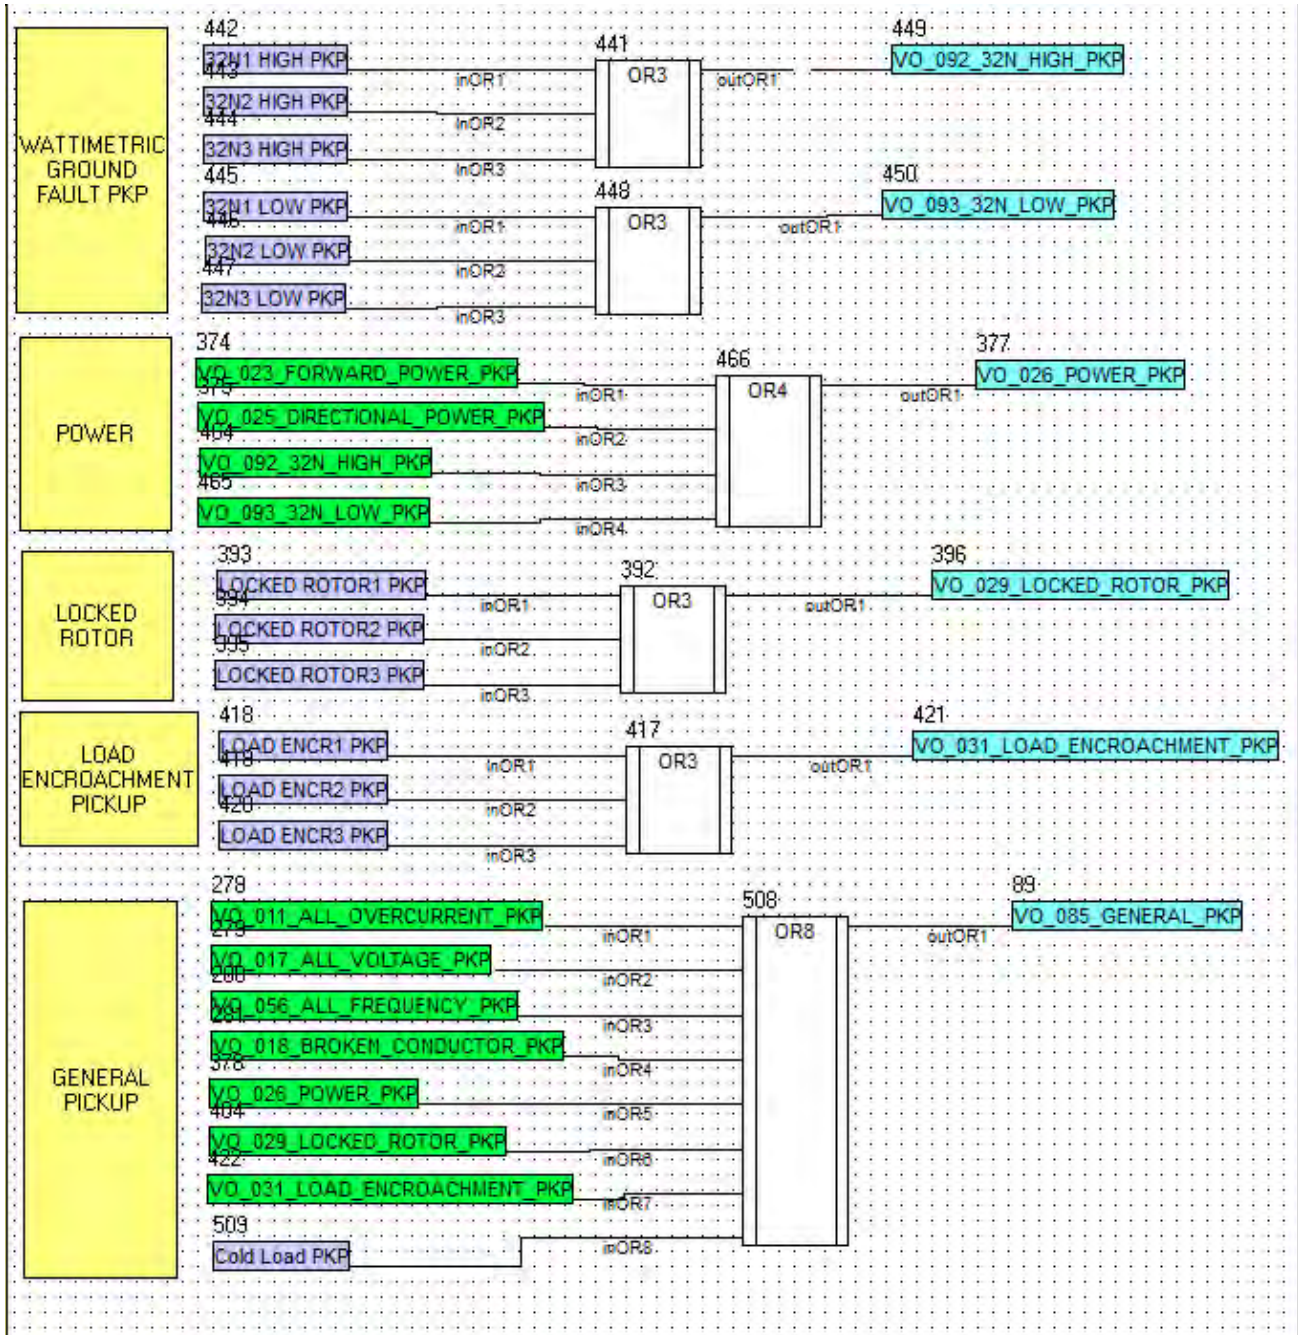 WATTIMETRIC
GROUND
FAULT PKP
442
32N1 HIGH PKP
443
32N2 HIGH PKP
444
32N3 HIGH PKP
445
32N1 LOW PKP
446
32N2 LOW PKP
447
32N3 LOW PKP
inOR1
inOR2
inOR3
441
OR3
outOR1
449
VO_092_32N_HIGH_PKP
inOR1
inOR2
inOR3
448
OR3
outOR1
450
VO_093_32N_LOW_PKP
POWER
374
VO_023_FORWARD_POWER_PKP
375
VO_025_DIRECTIONAL_POWER_PKP
464
VO_092_32N_HIGH_PKP
465
VO_093_32N_LOW_PKP
inOR1
inOR2
inOR3
inOR4
466
OR4
outOR1
377
VO_026_POWER_PKP
LOCKED
ROTOR
393
LOCKED ROTOR1 PKP
394
LOCKED ROTOR2 PKP
395
LOCKED ROTOR3 PKP
inOR1
inOR2
inOR3
392
OR3
outOR1
396
VO_029_LOCKED_ROTOR_PKP
LOAD
ENCROACHMENT
PICKUP
418
LOAD ENCR1 PKP
419
LOAD ENCR2 PKP
420
LOAD ENCR3 PKP
inOR1
inOR2
inOR3
417
OR3
outOR1
421
VO_031_LOAD_ENCROACHMENT_PKP
GENERAL
PICKUP
278
VO_011_ALL_OVERCURRENT_PKP
279
VO_017_ALL_VOLTAGE_PKP
280
VO_056_ALL_FREQUENCY_PKP
281
VO_018_BROKEN_CONDUCTOR_PKP
378
VO_026_POWER_PKP
404
VO_029_LOCKED_ROTOR_PKP
422
VO_031_LOAD_ENCROACHMENT_PKP
509
Cold Load PKP
inOR1
inOR2
inOR3
inOR4
inOR5
inOR6
inOR7
inOR8
508
OR8
outOR1
89
VO_085_GENERAL_PKP